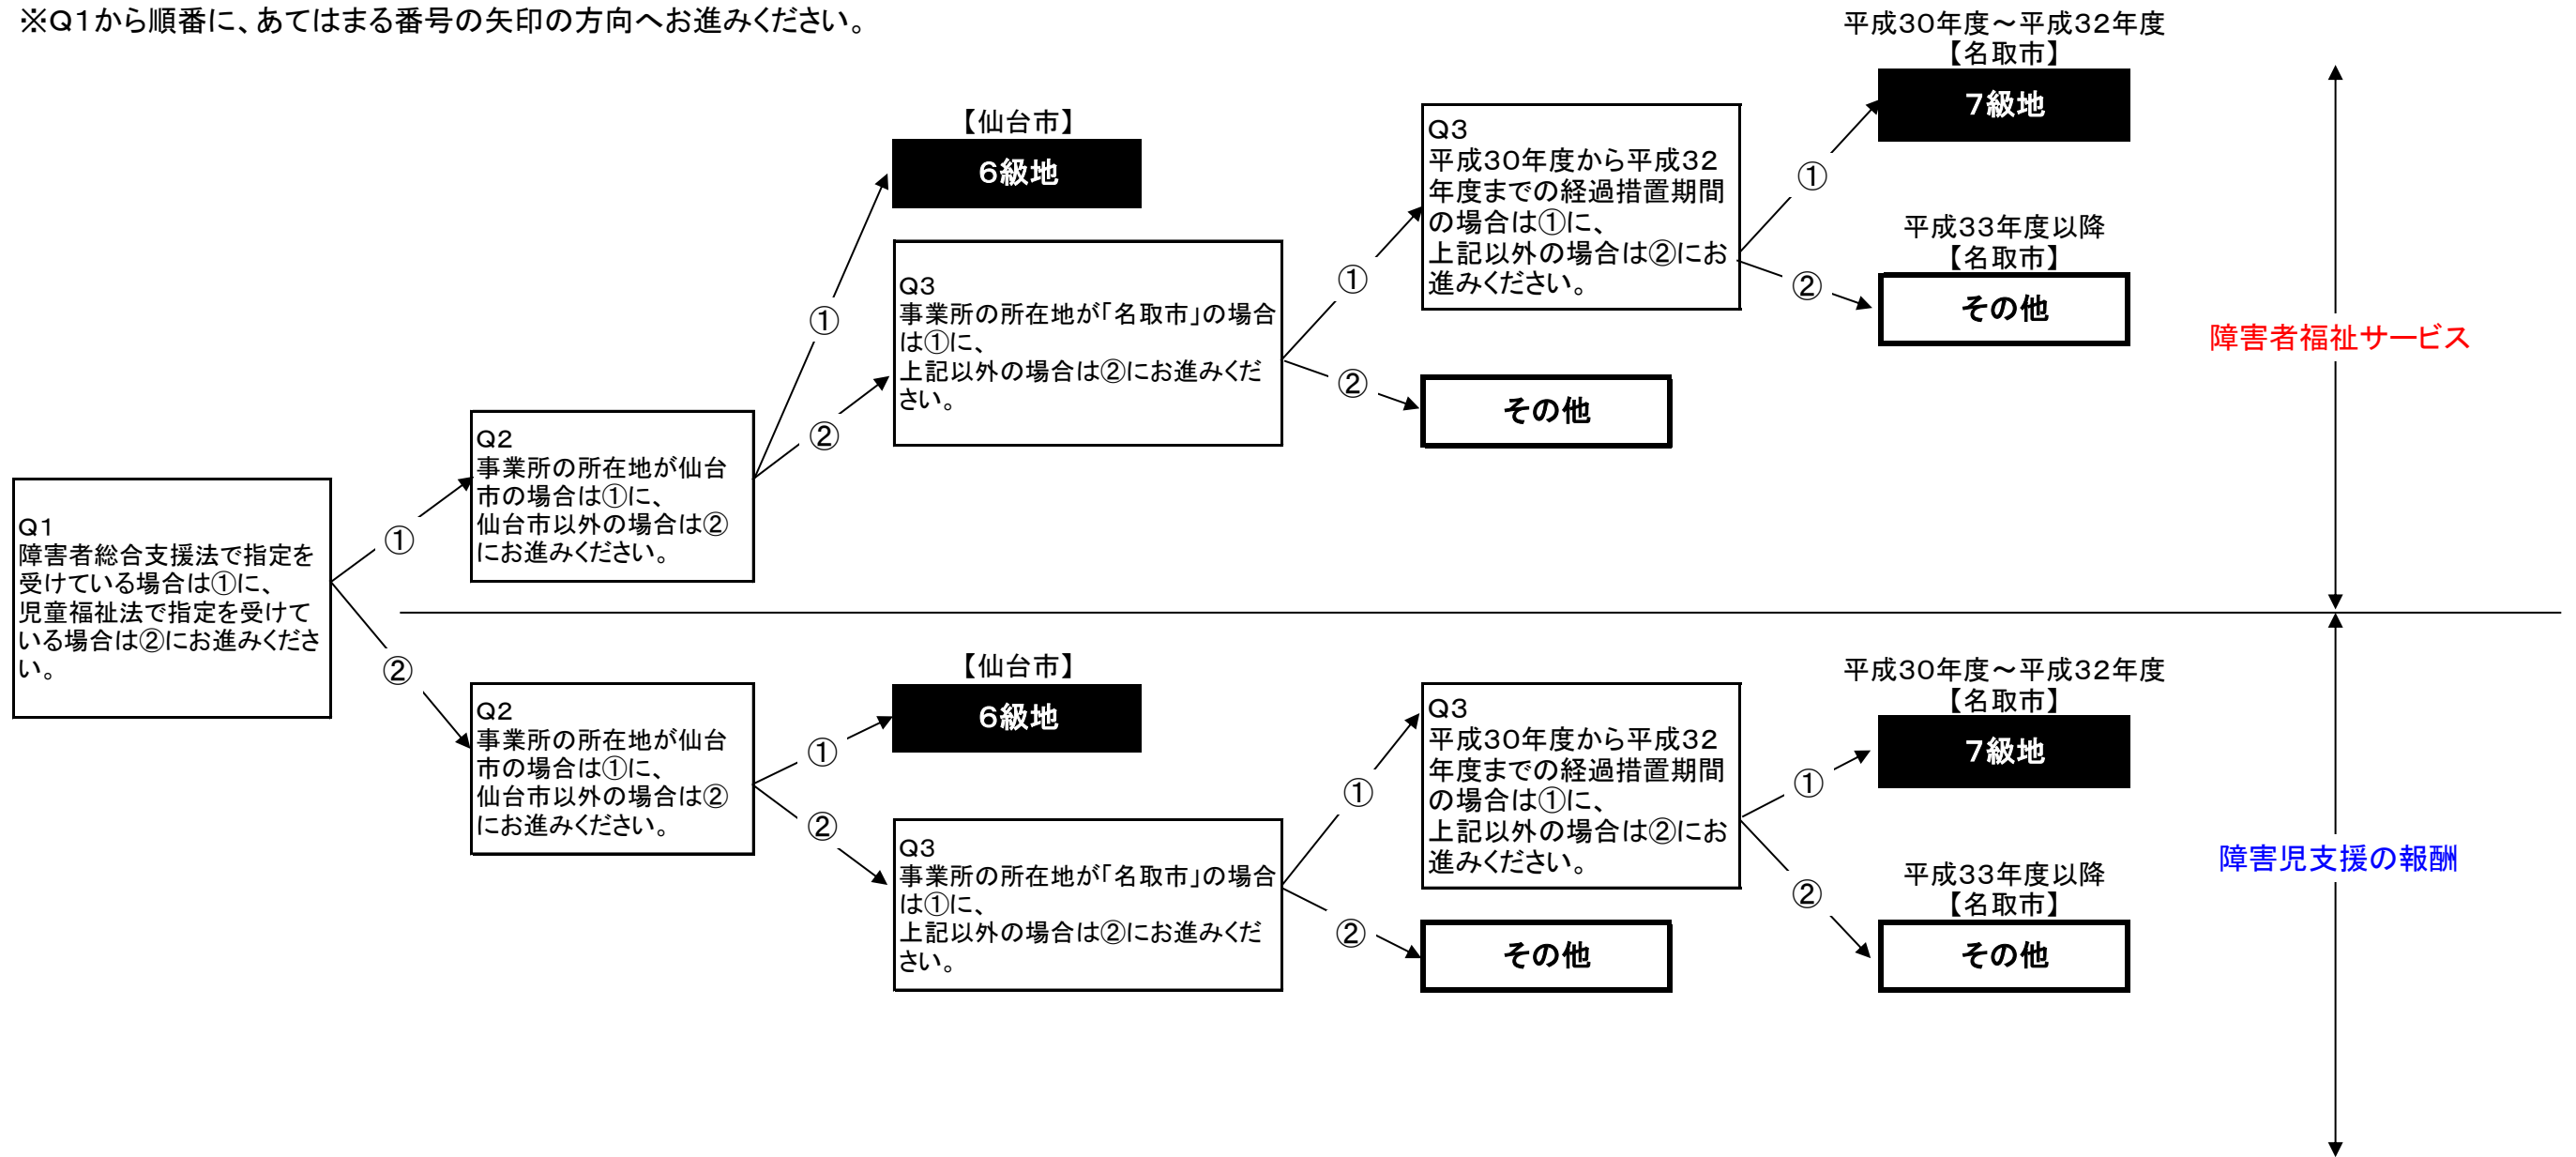 ※Q１から順番に、あてはまる番号の矢印の方向へお進みください。
平成３０年度～平成３２年度
【名取市】
７級地
【仙台市】
６級地
Q３
平成３０年度から平成３２
年度までの経過措置期間
の場合は①に、
上記以外の場合は②にお
進みください。
①
②
平成３３年度以降
【名取市】
その他
Q３
事業所の所在地が「名取市」の場合
は①に、
上記以外の場合は②にお進みくだ
さい。
①
②
その他
①
②
障害者福祉サービス
Q２
事業所の所在地が仙台
市の場合は①に、
仙台市以外の場合は②
にお進みください。
Q１
障害者総合支援法で指定を
受けている場合は①に、
児童福祉法で指定を受けて
いる場合は②にお進みくださ
い。
①
②
Q２
事業所の所在地が仙台
市の場合は①に、
仙台市以外の場合は②
にお進みください。
①
②
【仙台市】
６級地
Q３
事業所の所在地が「名取市」の場合
は①に、
上記以外の場合は②にお進みくだ
さい。
①
②
Q３
平成３０年度から平成３２
年度までの経過措置期間
の場合は①に、
上記以外の場合は②にお
進みください。
その他
①
②
平成３０年度～平成３２年度
【名取市】
７級地
平成３３年度以降
【名取市】
その他
障害児支援の報酬